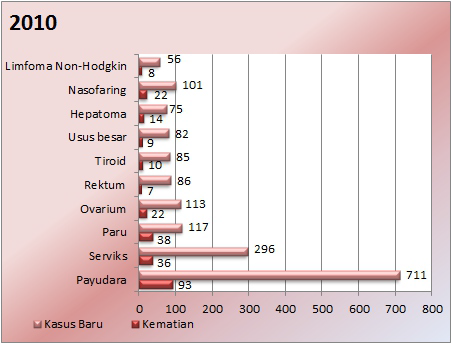 2010
Limfoma Non-Hodgkin 56
8
Nasofaring 101
22
Hepatoma 75
14
Usus besar 82
9
Tiroid 85
10
Rektum 86
7
Ovarium 113
22
Paru 117
38
Serviks 296
36
Payudara 711
93
0 100 200 300 400 500 600 700 800
Kasus Baru Kematian